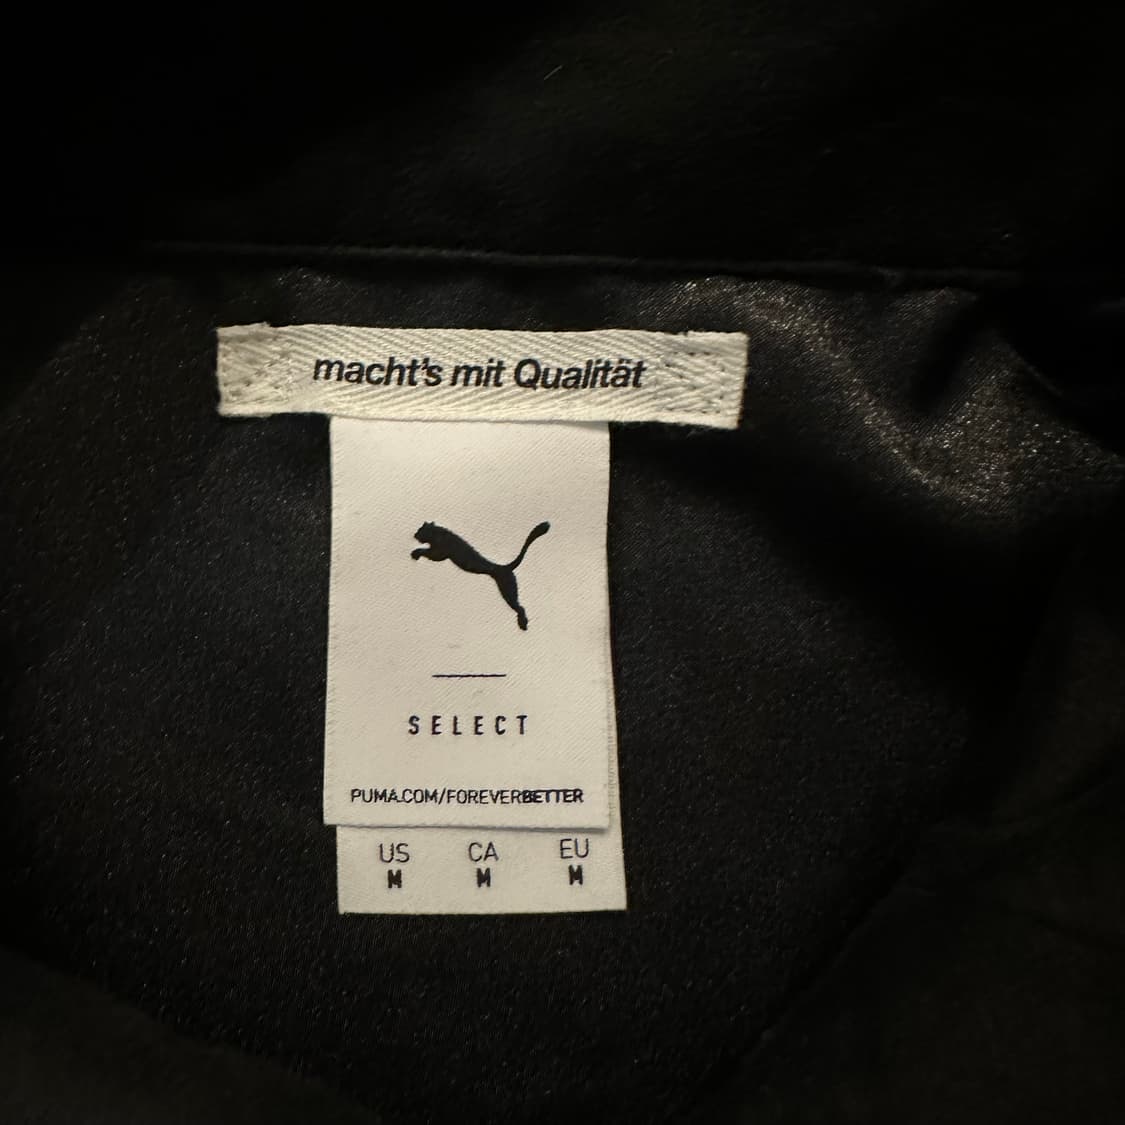 macht's mit Qualität
SELECT
PUMA.COM/FOREVERBETTER
US CA EU
M M M